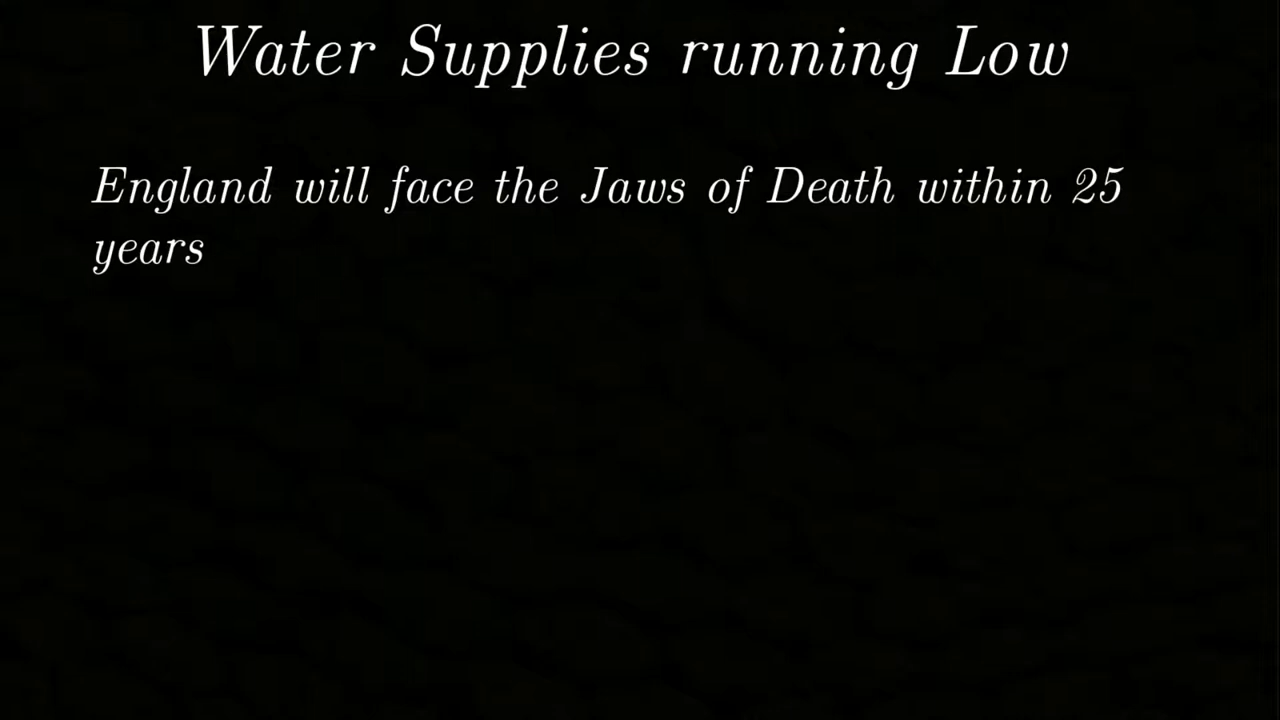 Water Supplies running Low
England will face the Jaws of Death within 25
years